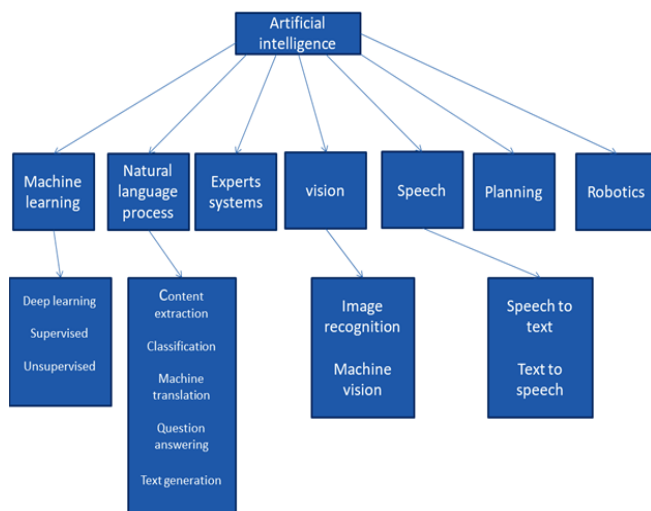 Artificial
intelligence
Machine
learning
Natural
language
process
Experts
systems
vision
Speech
Planning
Robotics
Deep learning
Supervised
Unsupervised
Content
extraction
Classification
Machine
translation
Question
answering
Text generation
Image
recognition
Machine
vision
Speech to
text
Text to
speech